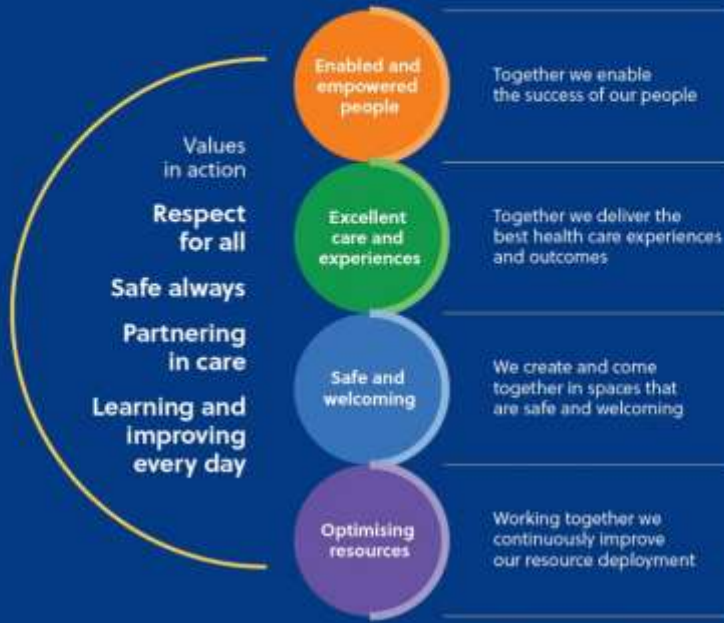 Values
in action
Respect
for all
Safe always
Partnering
in care
Learning and
improving
every day
Enabled and
empowered
people
Together we enable
the success of our people
Excellent
care and
experiences
Together we deliver the
best health care experiences
and outcomes
Safe and
welcoming
We create and come
together in spaces that
are safe and welcoming
Optimising
resources
Working together we
continuously improve
our resource deployment